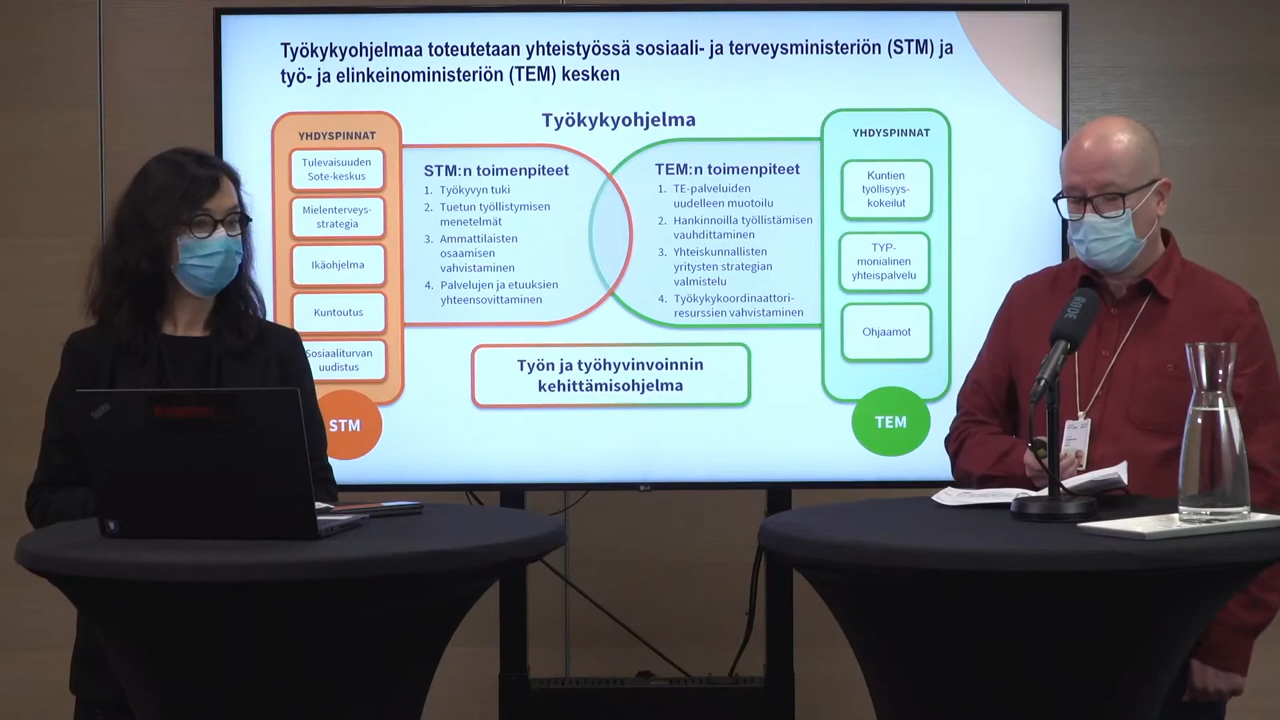 Työkykyohjelmaa toteutetaan yhteistyössä sosiaali- ja terveysministeriön (STM) ja
työ- ja elinkeinoministeriön (TEM) kesken
Työkykyohjelma
YHDYSPINNAT
Tulevaisuuden
Sote-keskus
Mielenterveys-
strategia
Ikäohjelma
Kuntoutus
Sosiaaliturvan
uudistus
STM
STM:n toimenpiteet
1. Työkyvyn tuki
2. Tuetun työllistymisen
menetelmät
3. Ammattilaisten
osaamisen
vahvistaminen
4. Palvelujen ja etuuksien
yhteensovittaminen
TEM:n toimenpiteet
1. TE-palveluiden
uudelleen muotoilu
2. Hankinnoilla työllistämisen
vauhdittaminen
3. Yhteiskunnallisten
yritysten strategian
valmistelu
4. Työkykykoordinaattori-
resurssien vahvistaminen
YHDYSPINNAT
Kuntien
työllisyys-
kokeilut
TYP-
monialinen
yhteispalvelu
Ohjaamot
TEM
Työn ja työhyvinvoinnin
kehittämisohjelma
LG
RØDE